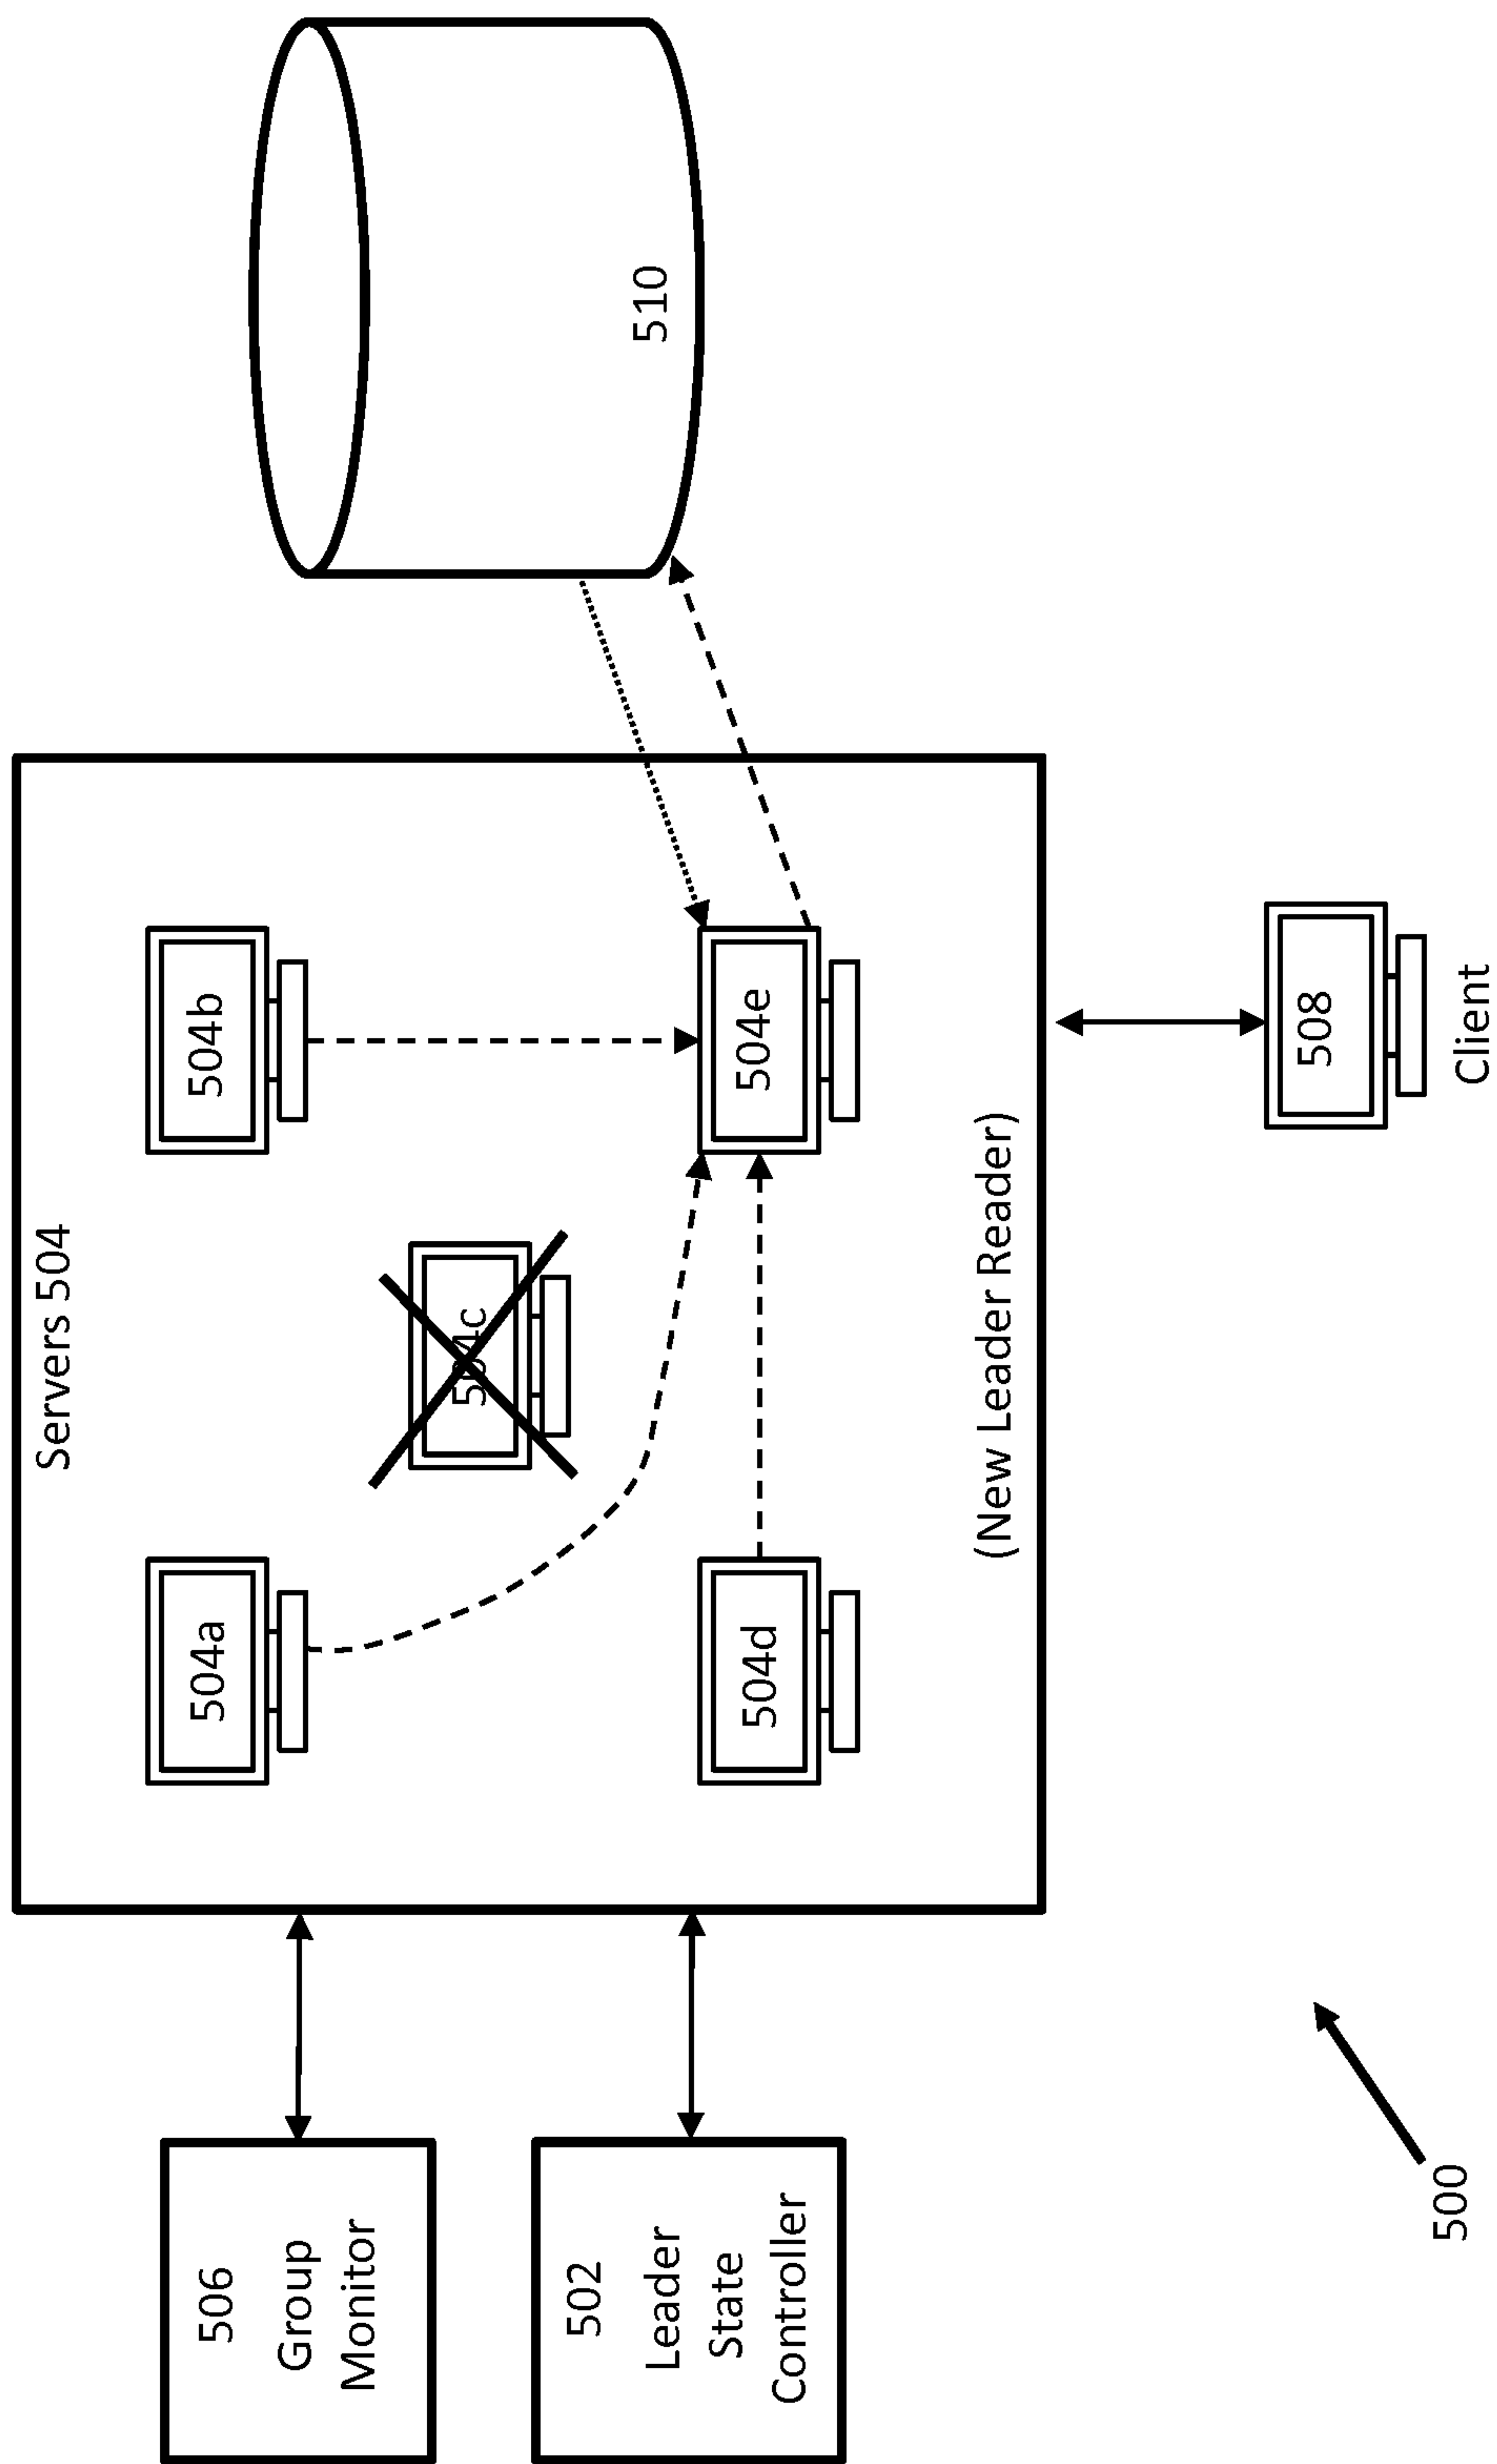 Servers 504
506
Group
Monitor
504a
504b
502
Leader
State
Controller
504d
504e
510
(New Leader Reader)
508
Client
500